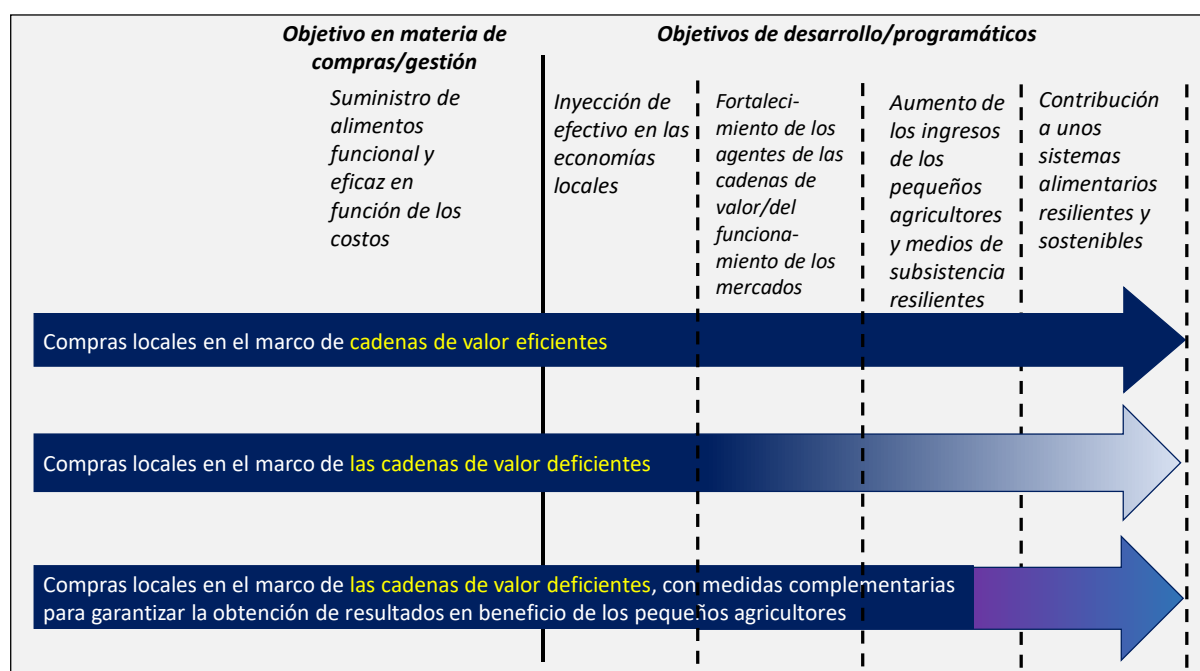 Objetivo en materia de
compras/gestión
Objetivos de desarrollo/programáticos
Suministro de
alimentos
funcional y
eficaz en
función de los
costos
Inyección de
efectivo en las
economías
locales
Fortaleci-
miento de los
agentes de las
cadenas de
valor/del
funciona-
miento de los
mercados
Aumento de
los ingresos
de los
pequeños
agricultores
y medios de
subsistencia
resilientes
Contribución
a unos
sistemas
alimentarios
resilientes y
sostenibles
Compras locales en el marco de cadenas de valor eficientes
Compras locales en el marco de las cadenas de valor deficientes
Compras locales en el marco de las cadenas de valor deficientes, con medidas complementarias
para garantizar la obtención de resultados en beneficio de los pequeños agricultores